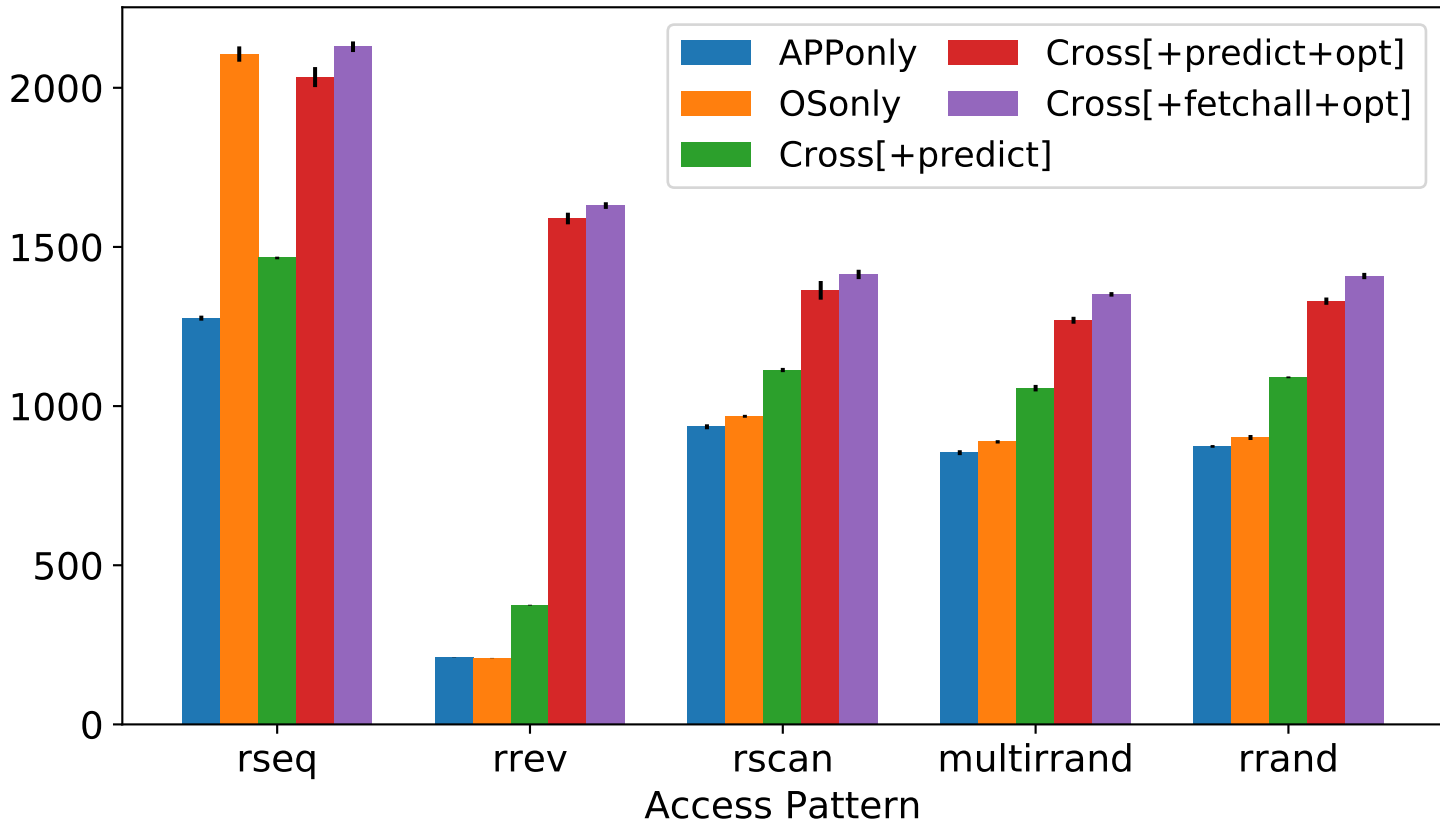 APPonly
OSonly
Cross[+predict]
Cross[+predict+opt]
Cross[+fetchall+opt]
2000
1500
1000
500
0
rseq rrev rscan multirrand rrand
Access Pattern